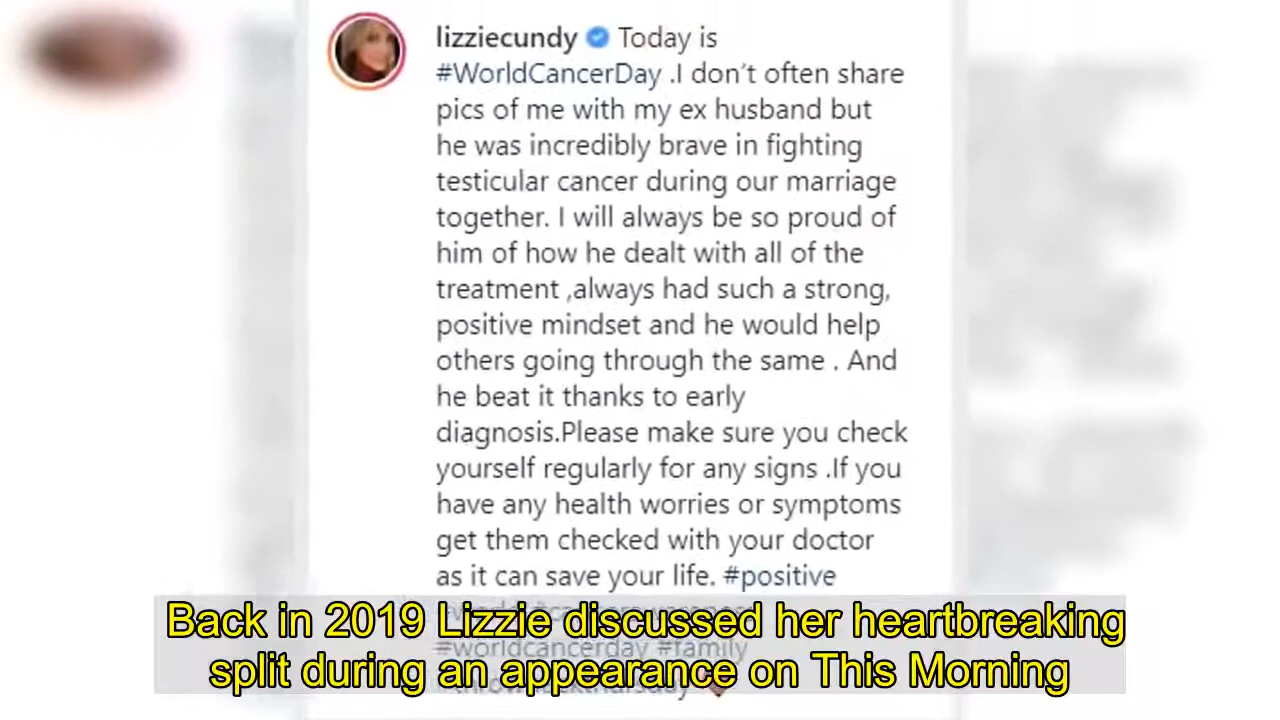 lizziecundy Today is
#WorldCancerDay .I don't often share
pics of me with my ex husband but
he was incredibly brave in fighting
testicular cancer during our marriage
together. I will always be so proud of
him of how he dealt with all of the
treatment ,always had such a strong,
positive mindset and he would help
others going through the same . And
he beat it thanks to early
diagnosis.Please make sure you check
yourself regularly for any signs .If you
have any health worries or symptoms
get them checked with your doctor
as it can save your life. #positive
Back in 2019 Lizzie discussed her heartbreaking
#worldcancerday #family
split during an appearance on This Morning